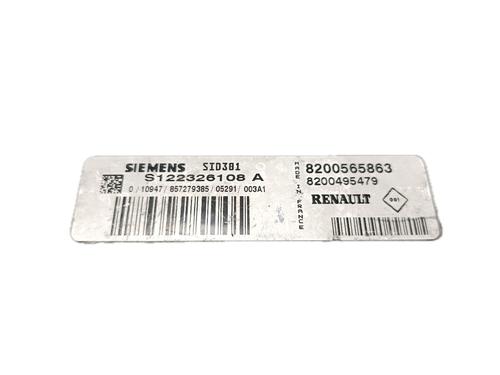 SIEMENS SID301
S122326108 A
0/10947/857279385/05291/003A1
MADE IN FRANCE
8200565863
8200495479
RENAULT